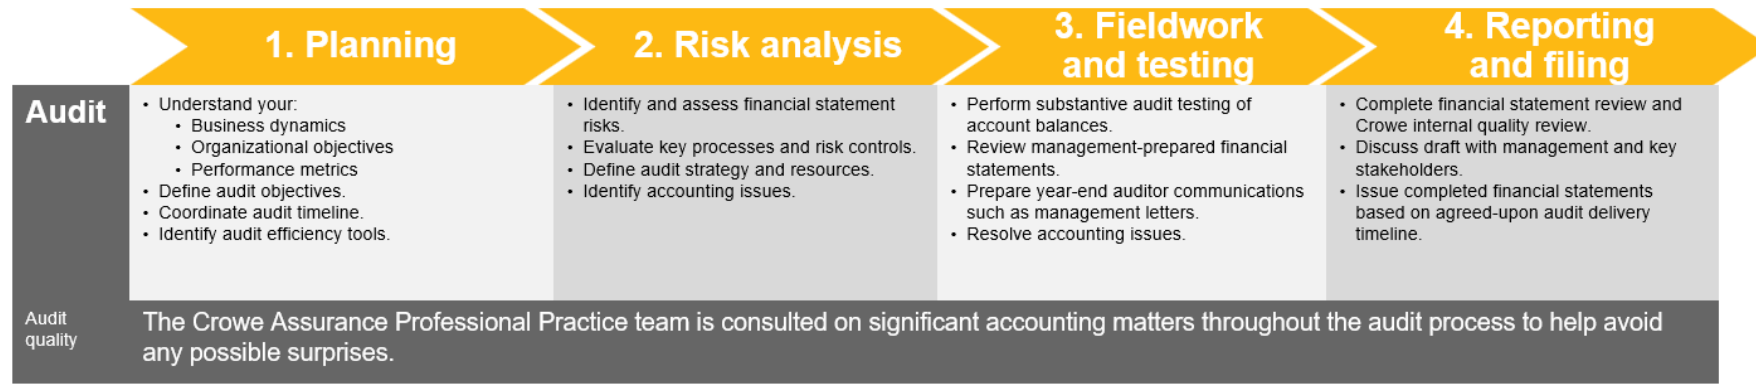 1. Planning
2. Risk analysis
3. Fieldwork
and testing
4. Reporting
and filing
Audit
• Understand your:
• Business dynamics
• Organizational objectives
• Performance metrics
• Define audit objectives.
• Coordinate audit timeline.
• Identify audit efficiency tools.
• Identify and assess financial statement
risks.
• Evaluate key processes and risk controls.
• Define audit strategy and resources.
• Identify accounting issues.
• Perform substantive audit testing of
account balances.
• Review management-prepared financial
statements.
• Prepare year-end auditor communications
such as management letters.
• Resolve accounting issues.
• Complete financial statement review and
Crowe internal quality review.
• Discuss draft with management and key
stakeholders.
• Issue completed financial statements
based on agreed-upon audit delivery
timeline.
Audit
quality
The Crowe Assurance Professional Practice team is consulted on significant accounting matters throughout the audit process to help avoid
any possible surprises.